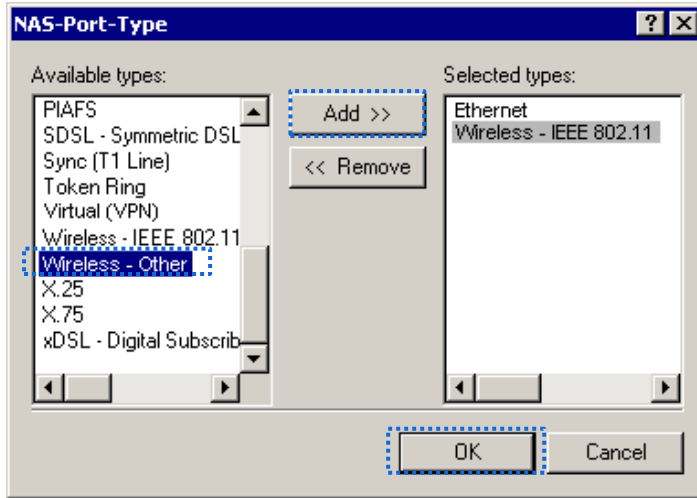 NAS-Port-Type
Available types:
Selected types:
PIAFS
SDSL - Symmetric DSL
Sync (T1 Line)
Token Ring
Virtual (VPN)
Wireless - IEEE 802.11
Wireless - Other
X.25
X.75
xDSL - Digital Subscrib
Add >>
<< Remove
Ethernet
Wireless - IEEE 802.11
OK
Cancel